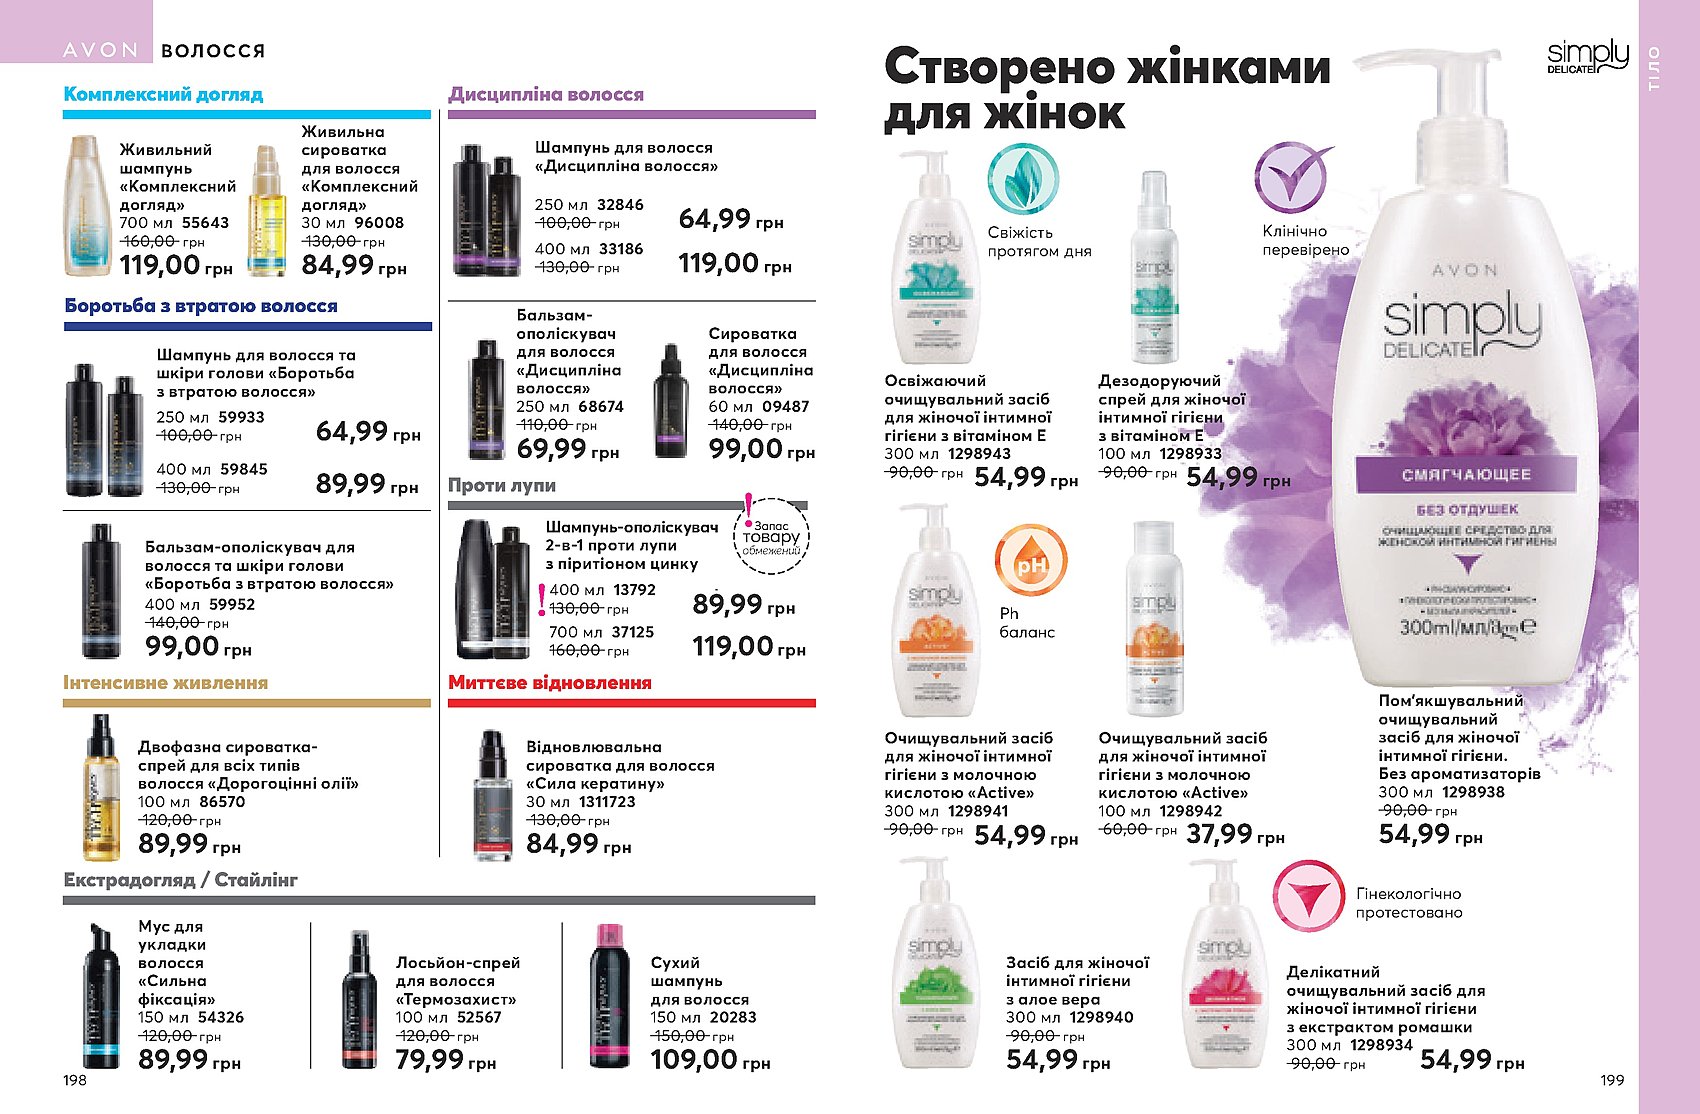 AVON ВОЛОССЯ
Комплексний догляд
Живильний
шампунь
«Комплексний
догляд»
700 мл 55643
160,00 грн
119,00 грн
Живильна
сироватка
для волосся
«Комплексний
догляд»
30 мл 96008
130,00 грн
84,99 грн
Боротьба з втратою волосся
Шампунь для волосся та
шкіри голови «Боротьба
з втратою волосся»
250 мл 59933
100,00 грн
64,99 грн
400 мл 59845
130,00 грн
89,99 грн
Бальзам-ополіскувач для
волосся та шкіри голови
«Боротьба з втратою волосся»
400 мл 59952
140,00 грн
99,00 грн
Інтенсивне живлення
Двофазна сироватка-
спрей для всіх типів
волосся «Дорогоцінні олії»
100 мл 86570
120,00 грн
89,99 грн
Дисципліна волосся
Шампунь для волосся
«Дисципліна волосся»
250 мл 32846
100,00 грн
64,99 грн
400 мл 33186
130,00 грн
119,00 грн
Бальзам-
ополіскувач
для волосся
«Дисципліна
волосся»
250 мл 68674
110,00 грн
69,99 грн
Сироватка
для волосся
«Дисципліна
волосся»
60 мл 09487
140,00 грн
99,00 грн
Проти лупи
Шампунь-ополіскувач
2-в-1 проти лупи
з піритіоном цинку
! Запас
товару
обмежений
! 400 мл 13792
130,00 грн
89,99 грн
700 мл 37125
160,00 грн
119,00 грн
Миттєве відновлення
Відновлювальна
сироватка для волосся
«Сила кератину»
30 мл 1311723
130,00 грн
84,99 грн
Екстрадогляд / Стайлінг
Мус для
укладки
волосся
«Сильна
фіксація»
150 мл 54326
120,00 грн
89,99 грн
Лосьйон-спрей
для волосся
«Термозахист»
100 мл 52567
120,00 грн
79,99 грн
Сухий
шампунь
для волосся
150 мл 20283
150,00 грн
109,00 грн
198
Створено жінками
для жінок
simply
DELICATE
ТІЛО
Свіжість
протягом дня
Клінічно
перевірено
simply
DELICATE
simply
Освіжаючий
очищувальний засіб
для жіночої інтимної
гігієни з вітаміном Е
300 мл 1298943
90,00 грн 54,99 грн
Дезодоруючий
спрей для жіночої
інтимної гігієни
з вітаміном Е
100 мл 1298933
90,00 грн 54,99 грн
AVON
simply
DELICATE
СМЯГЧАЮЩЕЕ
БЕЗ ОТДУШЕК
ОЧИЩАЮЩЕЕ СРЕДСТВО ДЛЯ
ЖЕНСКОЙ ИНТИМНОЙ ГИГИЕНЫ
• PH-СБАЛАНСИРОВАНО •
• ГИНЕКОЛОГИЧЕСКИ ПРОТЕСТИРОВАНО •
• БЕЗ МЫЛА И КРАСИТЕЛЕЙ •
300ml/мл/მლ℮
simply
DELICATE
pH
Ph
баланс
simply
Очищувальний засіб
для жіночої інтимної
гігієни з молочною
кислотою «Active»
300 мл 1298941
90,00 грн 54,99 грн
Очищувальний засіб
для жіночої інтимної
гігієни з молочною
кислотою «Active»
100 мл 1298942
60,00 грн 37,99 грн
Пом’якшувальний
очищувальний
засіб для жіночої
інтимної гігієни.
Без ароматизаторів
300 мл 1298938
90,00 грн
54,99 грн
simply
DELICATE
Засіб для жіночої
інтимної гігієни
з алое вера
300 мл 1298940
90,00 грн
54,99 грн
simply
DELICATE
Гінекологічно
протестовано
Делікатний
очищувальний засіб для
жіночої інтимної гігієни
з екстрактом ромашки
300 мл 1298934
90,00 грн 54,99 грн
199